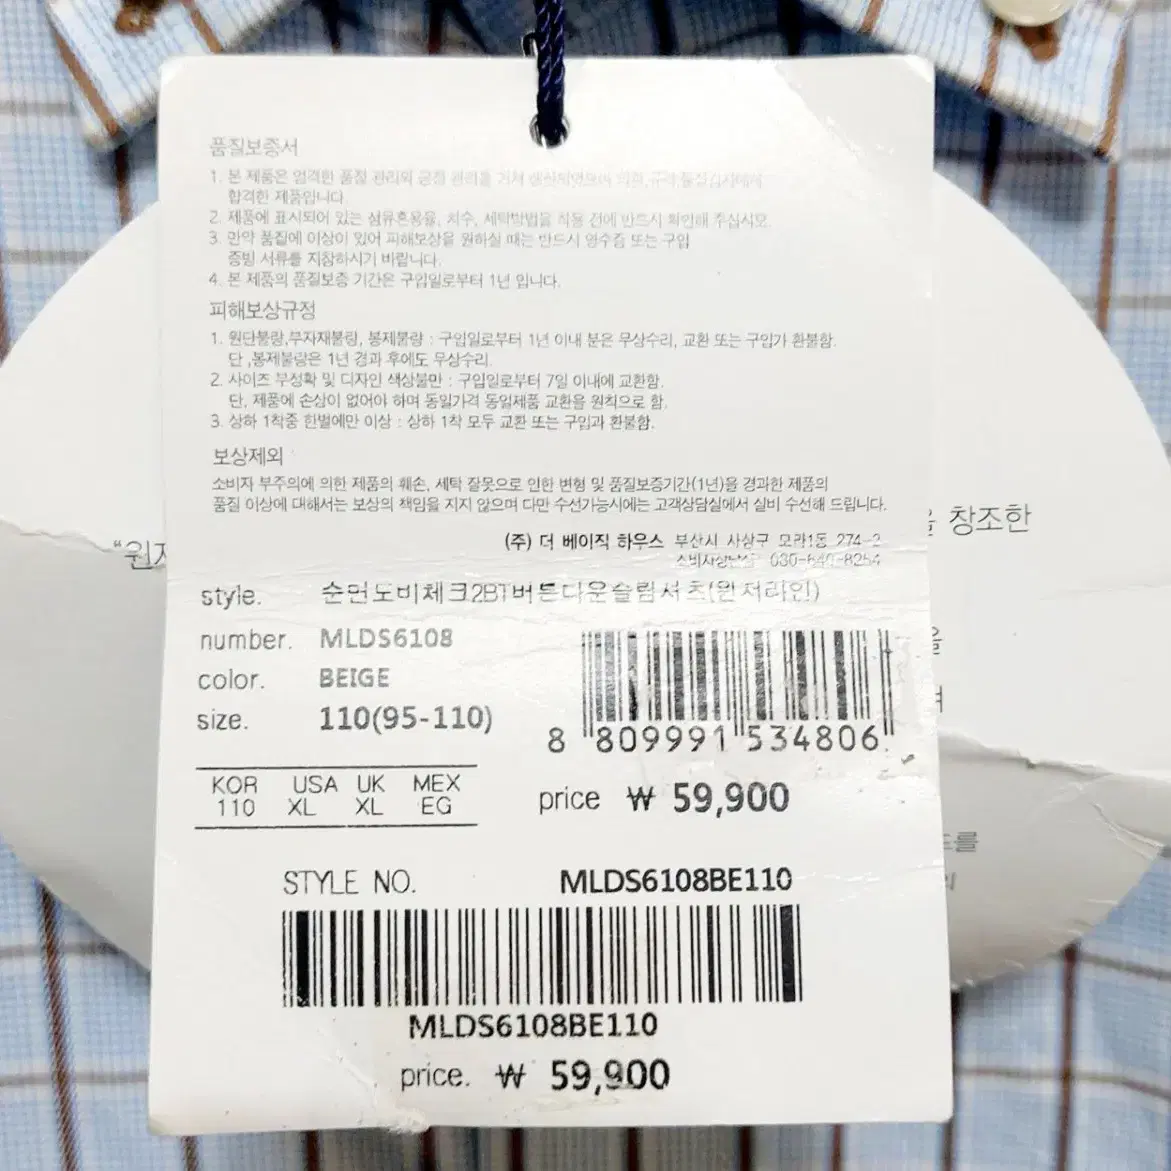 품질보증서
1. 본 제품은 엄격한 품질 관리와 공정 관리를 거쳐 생산되었으며
합격한 제품입니다.
2. 제품에 표시되어 있는 섬유혼용율, 치수, 세탁방법을 착용 전에 반드시 확인해 주십시오.
3. 만약 품질에 이상이 있어 피해보상을 원하실 때는 반드시 영수증 또는 구입
증빙 서류를 지참하시기 바랍니다.
4. 본 제품의 품질보증 기간은 구입일로부터 1년 입니다.
피해보상규정
1. 원단불량,부자재불량, 봉제불량 : 구입일로부터 1년 이내 분은 무상수리, 교환 또는 구입가 환불함.
단 ,봉제불량은 1년 경과 후에도 무상수리.
2. 사이즈 부정확 및 디자인 색상불만 : 구입일로부터 7일 이내에 교환함.
단, 제품에 손상이 없어야 하며 동일가격 동일제품 교환을 원칙으로 함.
3. 상하 1착중 한벌에만 이상 : 상하 1착 모두 교환 또는 구입과 환불함.
보상제외
소비자 부주의에 의한 제품의 훼손, 세탁 잘못으로 인한 변형 및 품질보증기간(1년)을 경과한 제품의
품질 이상에 대해서는 보상의 책임을 지지 않으며 다만 수선가능시에는 고객상담실에서 실비 수선해 드립니다.
을 창조한
(주) 더 베이직 하우스 부산시 사상구 모라1동 274-2
소비자상담실 080-640-8254
style. 순면도비체크2BT버튼다운슬림셔츠(윈저라인)
number. MLDS6108
color. BEIGE
size. 110(95-110)
8 809991 534806
KOR USA UK MEX
110 XL XL EG
price ₩ 59,900
STYLE NO. MLDS6108BE110
MLDS6108BE110
price. ₩ 59,900